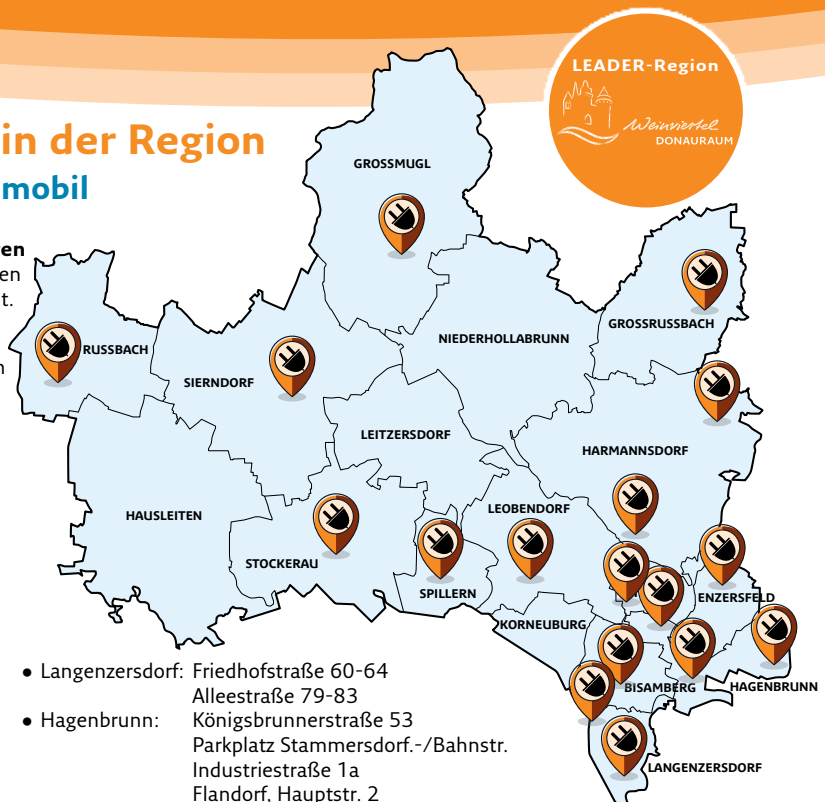 LEADER-Region
Weinviertel
DONAURAUM
in der Region
mobil
en
en
t.
n
GROSSMUGL
GROSSRUSSBACH
NIEDERHOLLABRUNN
RUSSBACH
SIERNDORF
LEITZERSDORF
HARMANNSDORF
HAUSLEITEN
LEOBENDORF
STOCKERAU
SPILLERN
ENZERSFELD
KORNEUBURG
BISAMBERG
HAGENBRUNN
LANGENZERSDORF
• Langenzersdorf: Friedhofstraße 60-64
Alleestraße 79-83
• Hagenbrunn: Königsbrunnerstraße 53
Parkplatz Stammersdorf.-/Bahnstr.
Industriestraße 1a
Flandorf, Hauptstr. 2